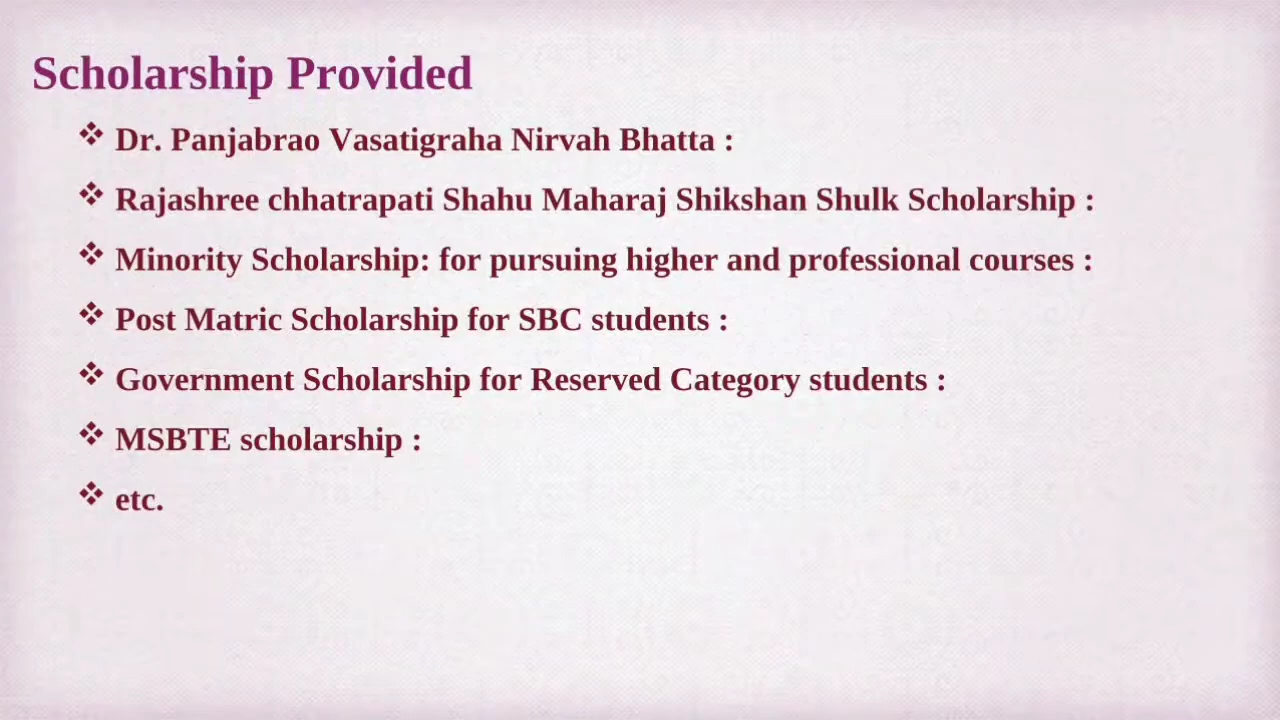 Scholarship Provided
❖ Dr. Panjabrao Vasatigraha Nirvah Bhatta :
❖ Rajashree chhatrapati Shahu Maharaj Shikshan Shulk Scholarship :
❖ Minority Scholarship: for pursuing higher and professional courses :
❖ Post Matric Scholarship for SBC students :
❖ Government Scholarship for Reserved Category students :
❖ MSBTE scholarship :
❖ etc.